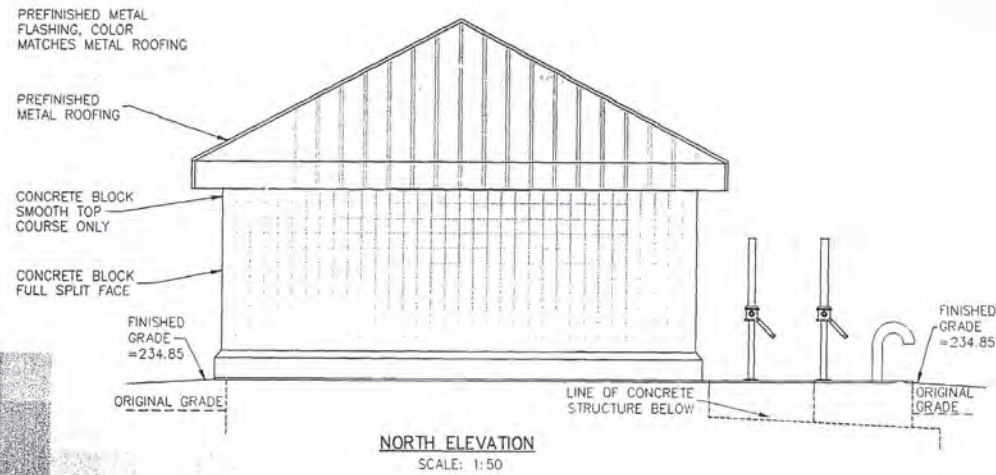 PREFINISHED METAL
FLASHING, COLOR
MATCHES METAL ROOFING
PREFINISHED
METAL ROOFING
CONCRETE BLOCK
SMOOTH TOP
COURSE ONLY
CONCRETE BLOCK
FULL SPLIT FACE
FINISHED
GRADE
=234.85
ORIGINAL GRADE
LINE OF CONCRETE
STRUCTURE BELOW
FINISHED
GRADE
=234.85
ORIGINAL
GRADE
NORTH ELEVATION
SCALE: 1:50